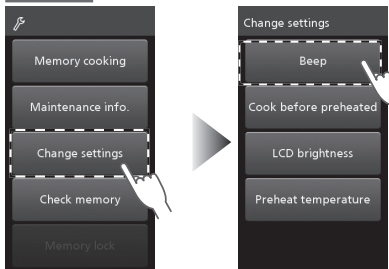 Memory cooking
Maintenance info.
Change settings
Check memory
Memory lock
Change settings
Beep
Cook before preheated
LCD brightness
Preheat temperature